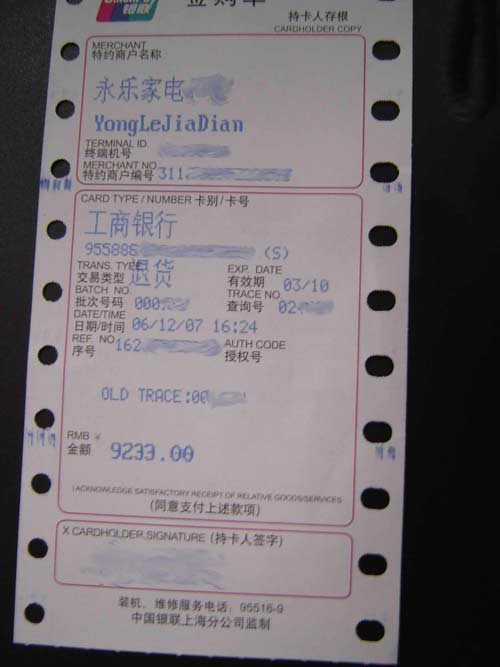 银联
签购单
持卡人存根
CARDHOLDER COPY
MERCHANT
特约商户名称
永乐家电
YongLeJiaDian
TERMINAL ID.
终端机号
MERCHANT NO.
特约商户编号 311
CARD TYPE / NUMBER 卡别/卡号
工商银行
95588 (S)
TRANS. TYPE EXP. DATE
交易类型 退货 有效期 03/10
BATCH NO. TRACE NO.
批次号码 000 查询号 02
DATE/TIME
日期/时间 06/12/07 16:24
REF. NO. 162 AUTH CODE
序号 授权号
OLD TRACE:00
RMB ¥
金额 9233.00
I ACKNOWLEDGE SATISFACTORY RECEIPT OF RELATIVE GOODS/SERVICES
(同意支付上述款项)
X CARDHOLDER SIGNATURE (持卡人签字)
装机、维修服务电话: 95516-9
中国银联上海分公司监制